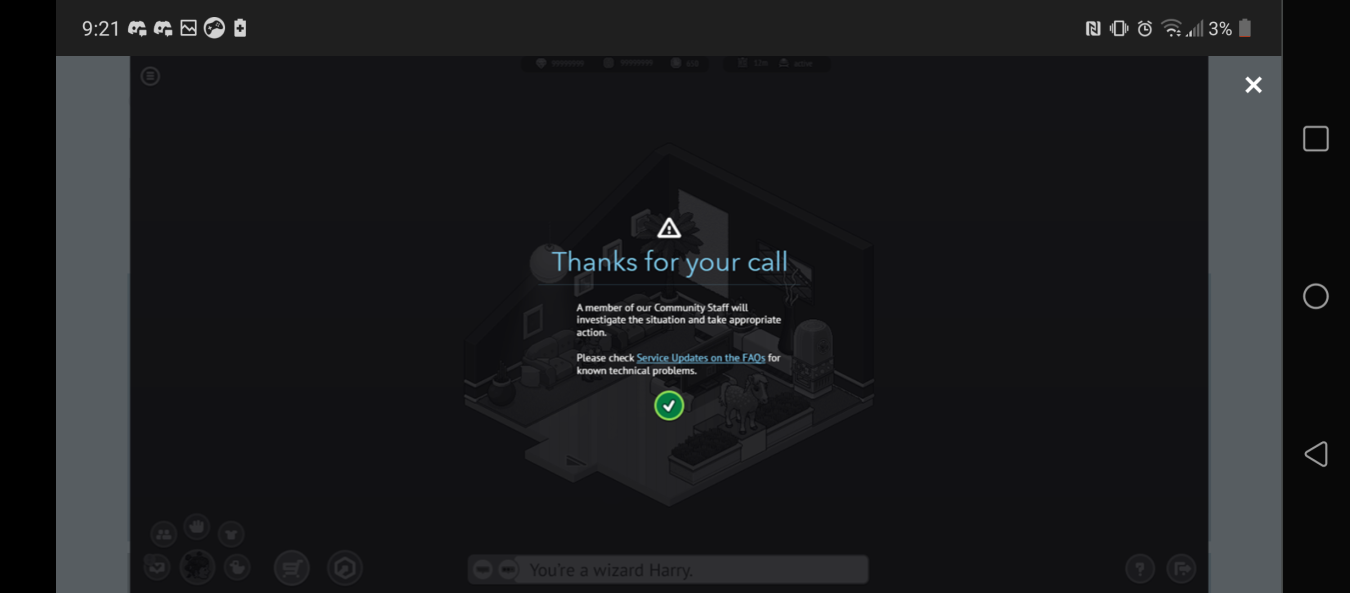 9:21
3%
Thanks for your call
A member of our Community Staff will
investigate the situation and take appropriate
action.
Please check Service Updates on the FAQs for
known technical problems.
You're a wizard Harry.